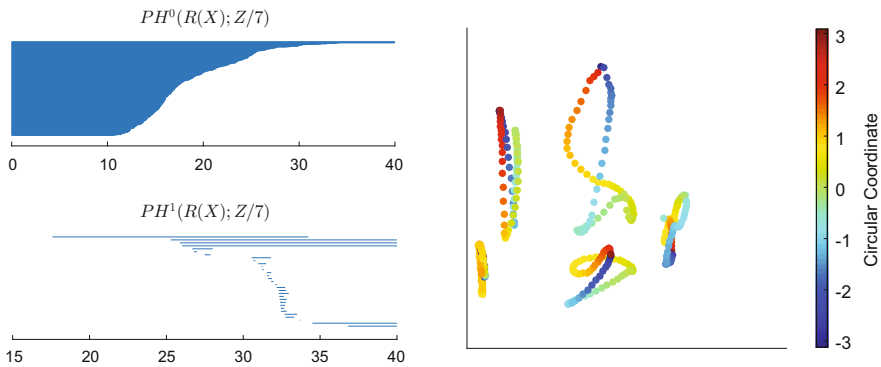 PH⁰(R(X); Z/7)
0 10 20 30 40
PH¹(R(X); Z/7)
15 20 25 30 35 40
3
2
1
0
-1
-2
-3
Circular Coordinate